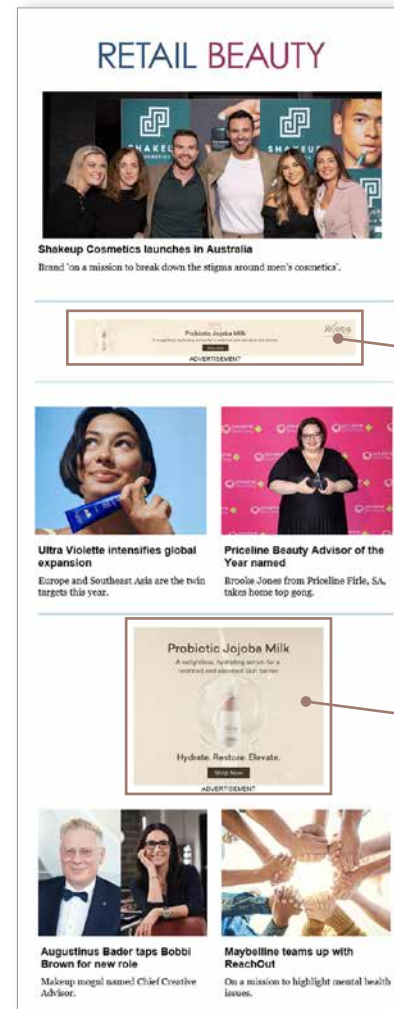 RETAIL BEAUTY
SHAKEUP
COSMETICS
SHAKEUP
Shakeup Cosmetics launches in Australia
Brand 'on a mission to break down the stigma around men's cosmetics'.
Probiotic Jojoba Milk
jojoba
ADVERTISEMENT
Ultra Violette intensifies global
expansion
Europe and Southeast Asia are the twin
targets this year.
Priceline Beauty Advisor of the
Year named
Brooke Jones from Priceline Firle, SA,
takes home top gong.
Probiotic Jojoba Milk
A weightless, hydrating serum for a
restored and elevated skin barrier
Hydrate. Restore. Elevate.
Shop Now
ADVERTISEMENT
Augustinus Bader taps Bobbi
Brown for new role
Makeup mogul named Chief Creative
Advisor.
Maybelline teams up with
ReachOut
On a mission to highlight mental health
issues.